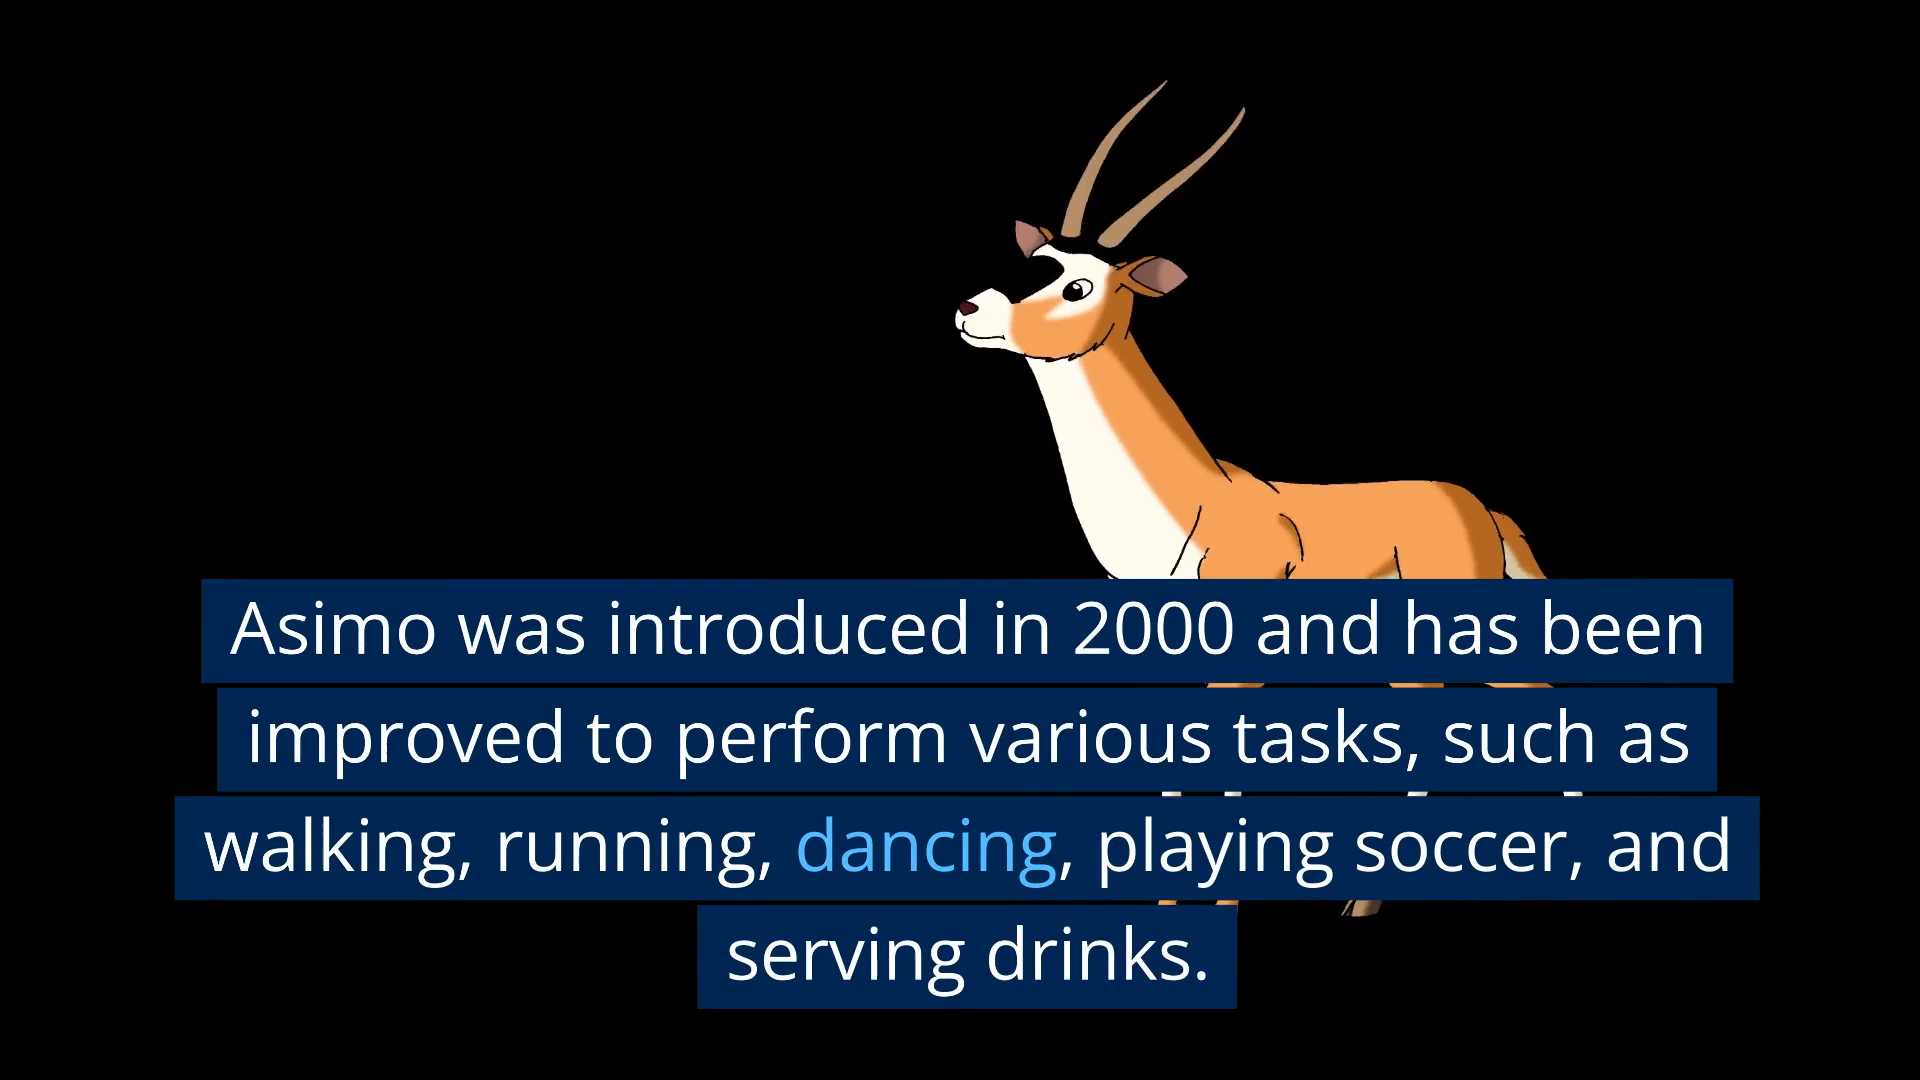 Asimo was introduced in 2000 and has been
improved to perform various tasks, such as
walking, running, dancing, playing soccer, and
serving drinks.